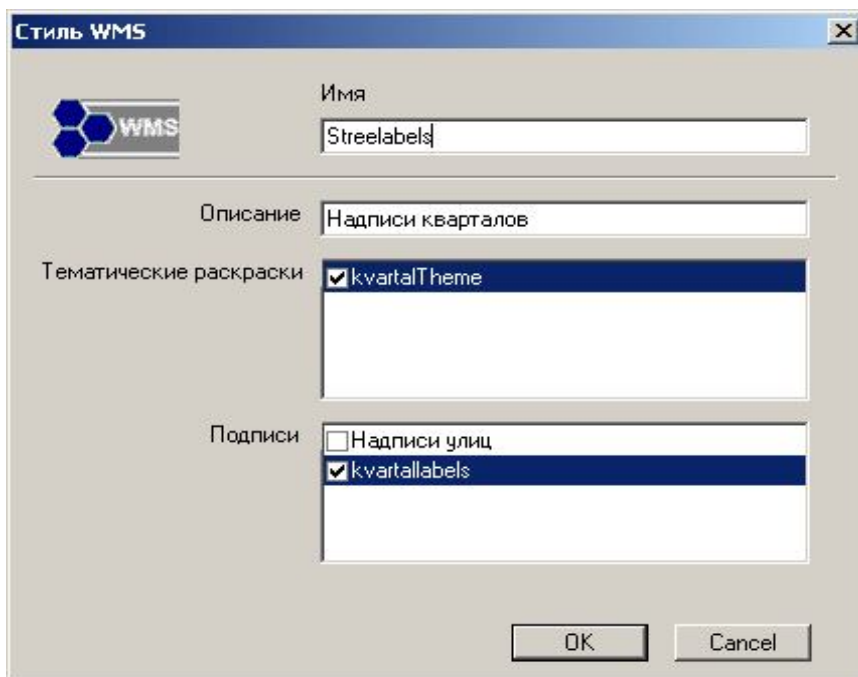 Стиль WMS
WMS
Имя
Streelabels
Описание
Надписи кварталов
Тематические раскраски
kvartalTheme
Подписи
Надписи улиц
kvartallabels
OK
Cancel